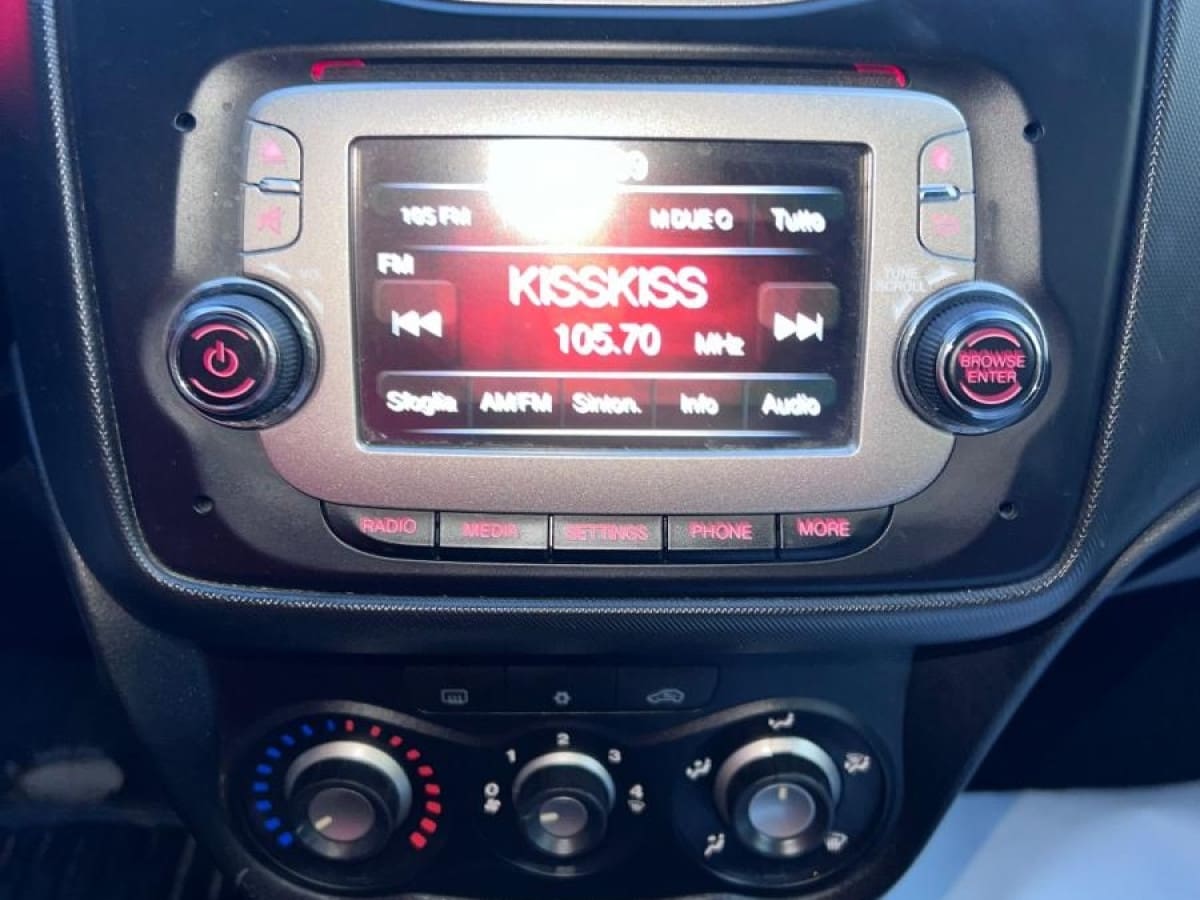 105 FM M DUE O Tutto
FM
KISSKISS
105.70 MHz
Sfoglia AM/FM Sinton. Info Audio
TUNE
SCROLL
BROWSE
ENTER
RADIO MEDIA SETTINGS PHONE MORE
0 1 2 3 4